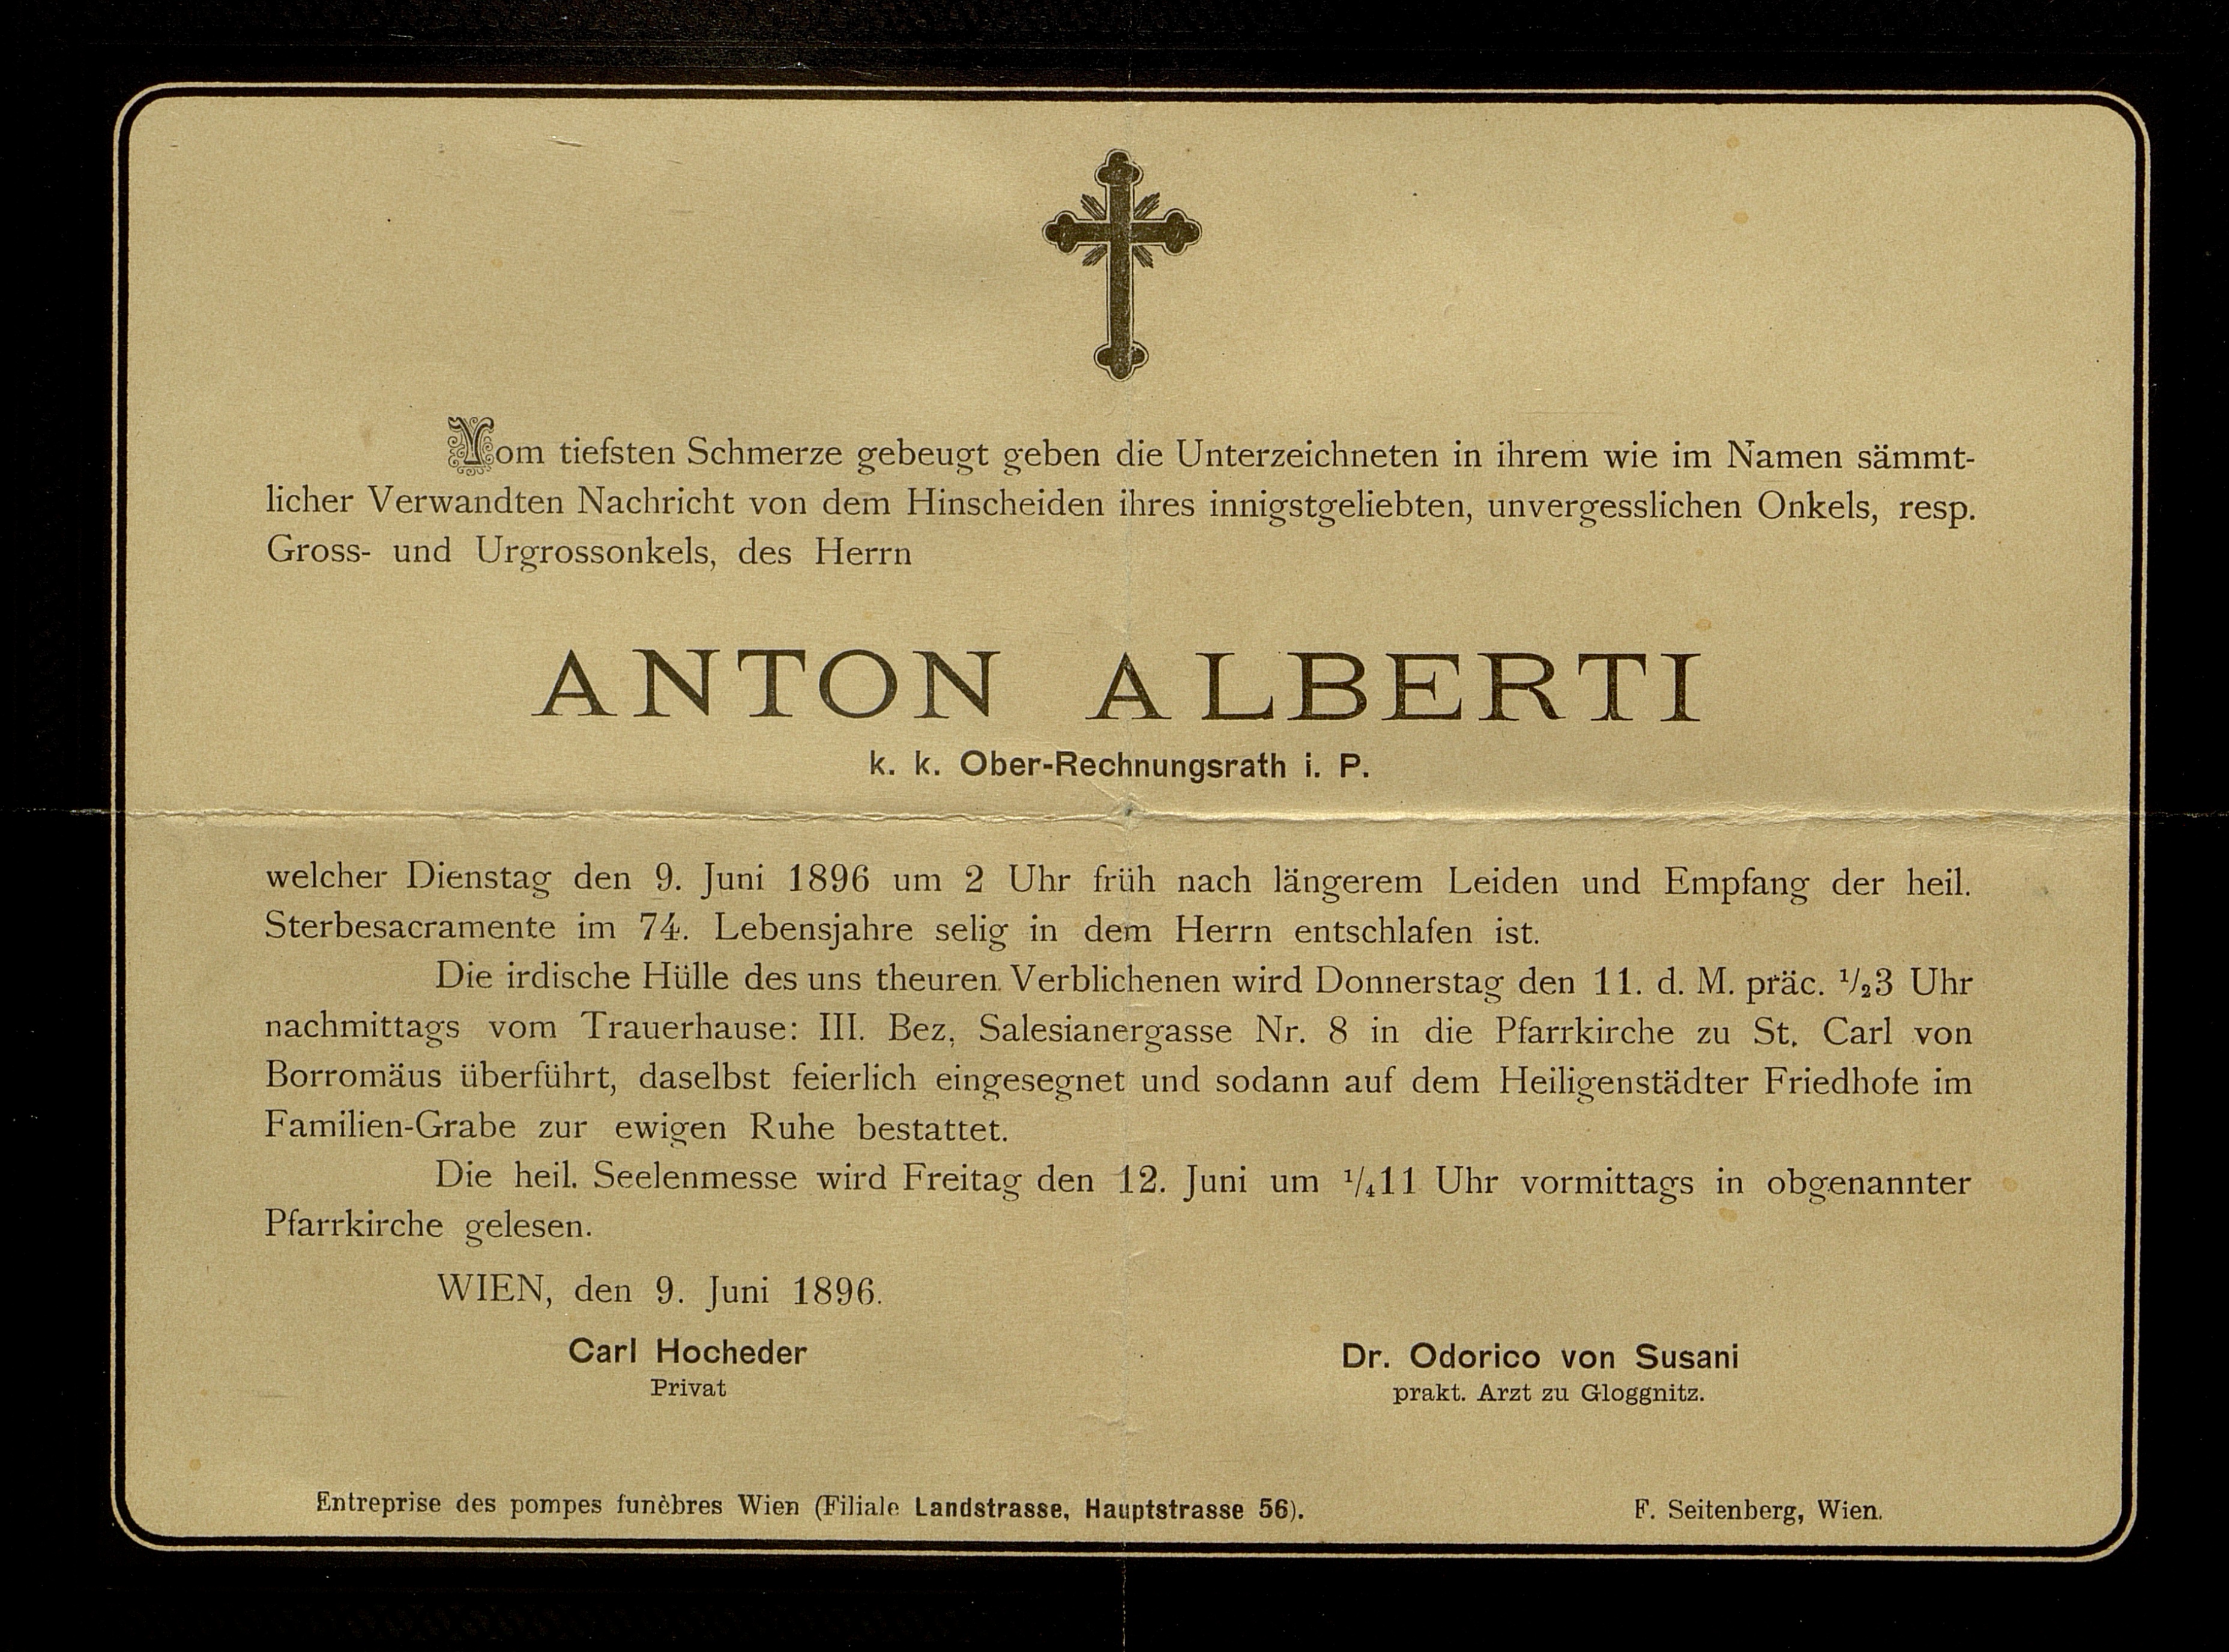 Vom tiefsten Schmerze gebeugt geben die Unterzeichneten in ihrem wie im Namen sämmt-
licher Verwandten Nachricht von dem Hinscheiden ihres innigstgeliebten, unvergesslichen Onkels, resp.
Gross- und Urgrossonkels, des Herrn
ANTON ALBERTI
k. k. Ober-Rechnungsrath i. P.
welcher Dienstag den 9. Juni 1896 um 2 Uhr früh nach längerem Leiden und Empfang der heil.
Sterbesacramente im 74. Lebensjahre selig in dem Herrn entschlafen ist.
Die irdische Hülle des uns theuren Verblichenen wird Donnerstag den 11. d. M. präc. ½3 Uhr
nachmittags vom Trauerhause: III. Bez, Salesianergasse Nr. 8 in die Pfarrkirche zu St. Carl von
Borromäus überführt, daselbst feierlich eingesegnet und sodann auf dem Heiligenstädter Friedhofe im
Familien-Grabe zur ewigen Ruhe bestattet.
Die heil. Seelenmesse wird Freitag den 12. Juni um ¼11 Uhr vormittags in obgenannter
Pfarrkirche gelesen.
WIEN, den 9. Juni 1896.
Carl Hocheder
Privat
Dr. Odorico von Susani
prakt. Arzt zu Gloggnitz.
Entreprise des pompes funèbres Wien (Filiale Landstrasse, Hauptstrasse 56).
F. Seitenberg, Wien.